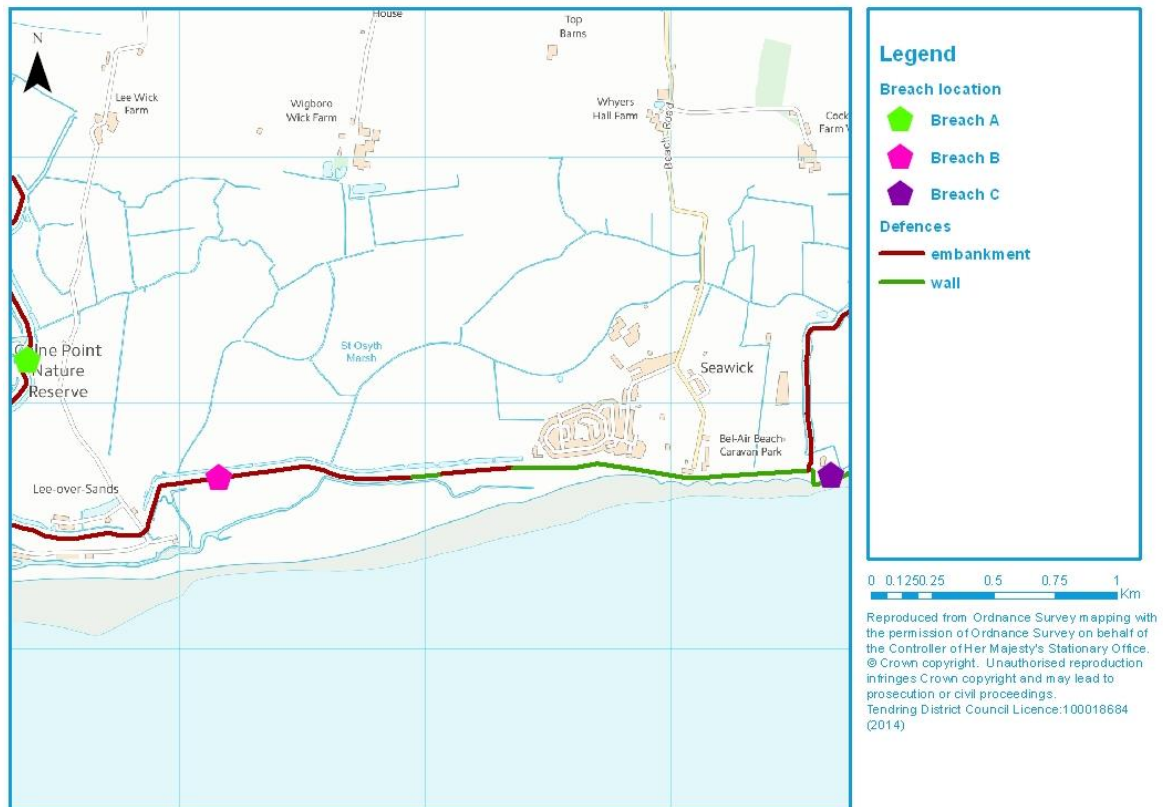 House
Top
Barns
N
Lee Wick
Farm
Wigboro
Wick Farm
Whyers
Hall Farm
Beach Road
Cock
Farm
St Osyth
Marsh
Point
Nature
Reserve
Seawick
Bel-Air Beach
Caravan Park
Lee-over-Sands
Legend
Breach location
Breach A
Breach B
Breach C
Defences
embankment
wall
0 0.1250.25 0.5 0.75 1
Km
Reproduced from Ordnance Survey mapping with
the permission of Ordnance Survey on behalf of
the Controller of Her Majesty's Stationary Office.
© Crown copyright. Unauthorised reproduction
infringes Crown copyright and may lead to
prosecution or civil proceedings.
Tendring District Council Licence:100018684
(2014)